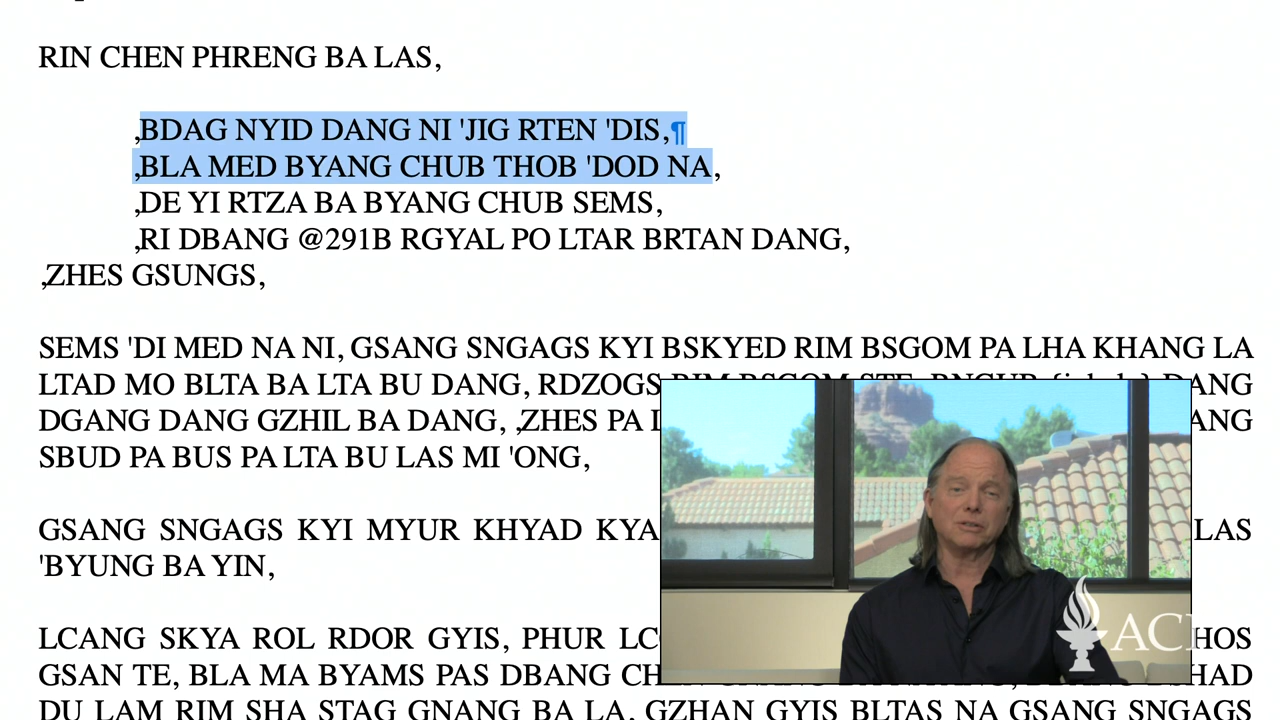 RIN CHEN PHRENG BA LAS,
,BDAG NYID DANG NI 'JIG RTEN 'DIS,¶
,BLA MED BYANG CHUB THOB 'DOD NA,
,DE YI RTZA BA BYANG CHUB SEMS,
,RI DBANG @291B RGYAL PO LTAR BRTAN DANG,
,ZHES GSUNGS,
SEMS 'DI MED NA NI, GSANG SNGAGS KYI BSKYED RIM BSGOM PA LHA KHANG LA
LTAD MO BLTA BA LTA BU DANG, RDZOGS DANG
DGANG DANG GZHIL BA DANG, ,ZHES PA
SBUD PA BUS PA LTA BU LAS MI 'ONG,
GSANG SNGAGS KYI MYUR KHYAD LAS
'BYUNG BA YIN,
LCANG SKYA ROL RDOR GYIS, PHUR
GSAN TE, BLA MA BYAMS PAS DBANG
DU LAM RIM SHA STAG GNANG BA LA, GZHAN GYIS BLTAS NA GSANG SNGAGS